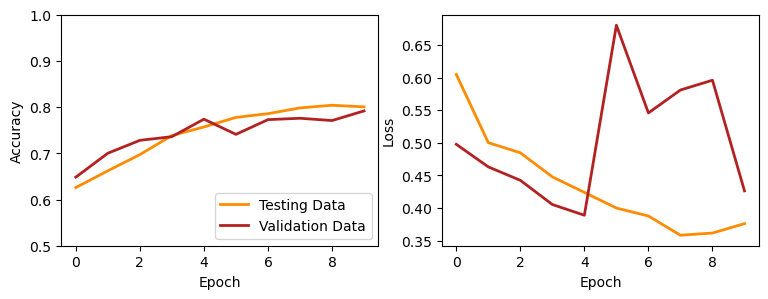 1.0
0.9
0.8
0.7
0.6
0.5
Accuracy
0 2 4 6 8
Epoch
Testing Data
Validation Data
0.65
0.60
0.55
0.50
0.45
0.40
0.35
Loss
0 2 4 6 8
Epoch